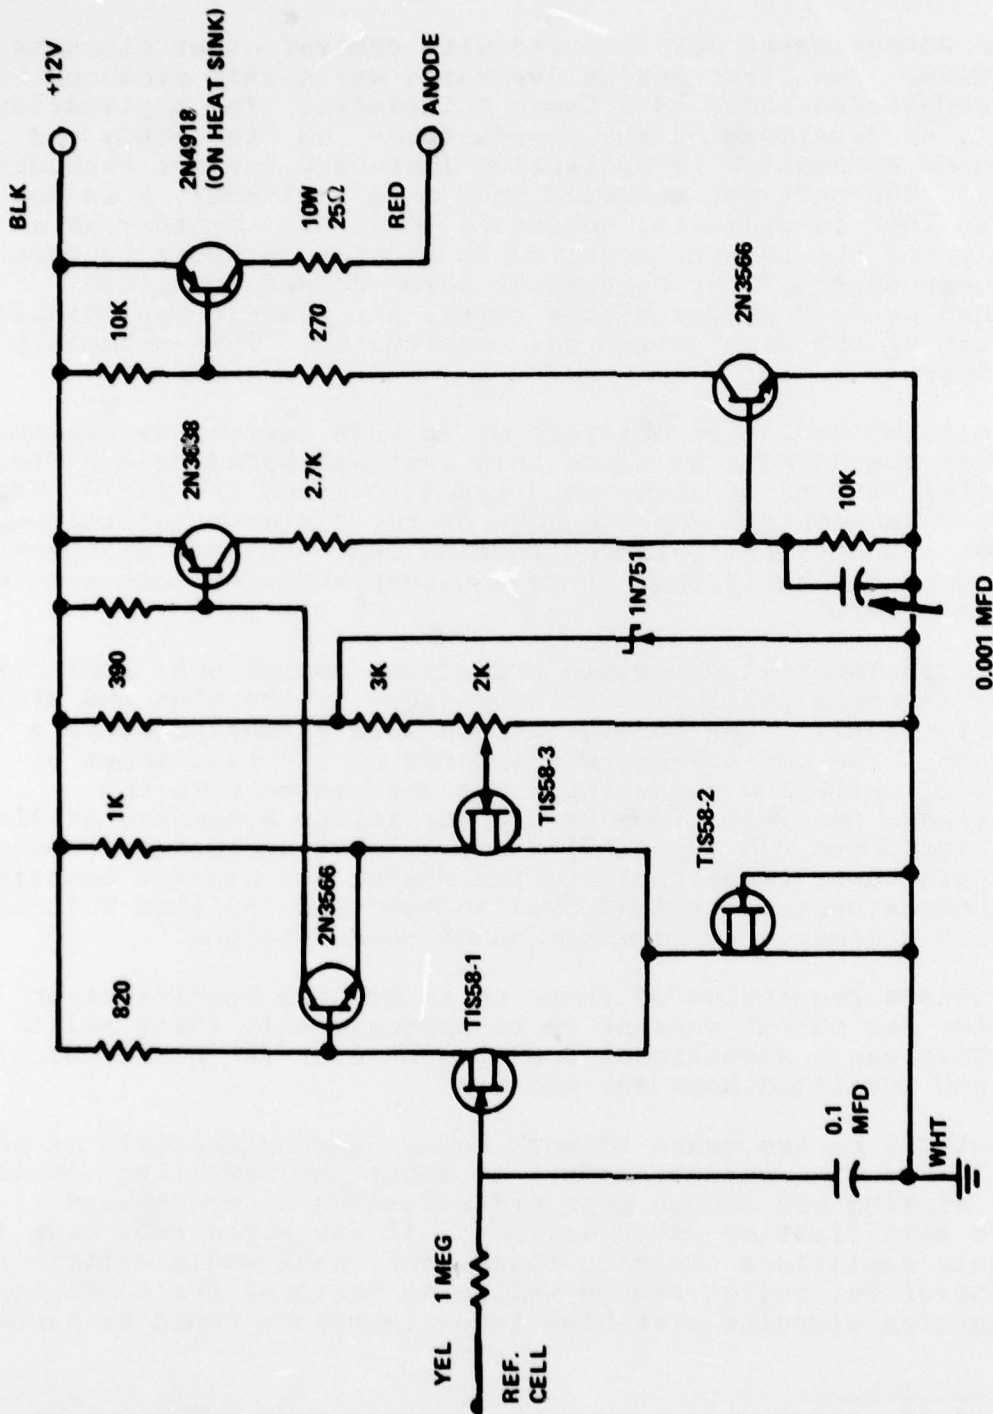 BLK
+12V
2N4918
(ON HEAT SINK)
10K
10W
25Ω
270
RED
ANODE
2N3638
2.7K
2N3566
10K
390
3K
2K
1N751
0.001 MFD
1K
2N3566
TIS58-3
TIS58-2
820
TIS58-1
0.1
MFD
WHT
YEL
1 MEG
REF.
CELL